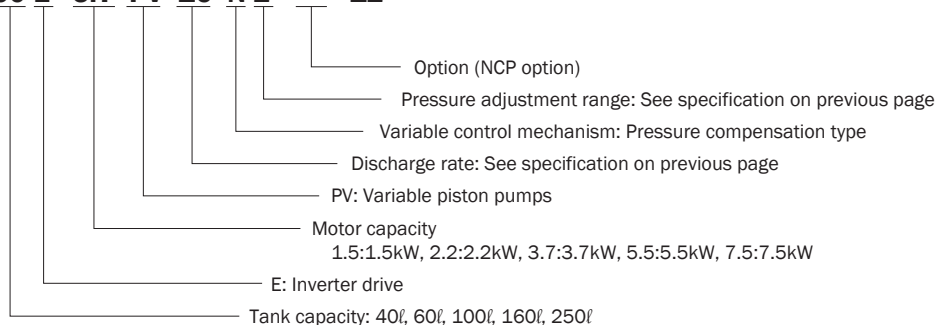 Option (NCP option)
Pressure adjustment range: See specification on previous page
Variable control mechanism: Pressure compensation type
Discharge rate: See specification on previous page
PV: Variable piston pumps
Motor capacity
1.5:1.5kW, 2.2:2.2kW, 3.7:3.7kW, 5.5:5.5kW, 7.5:7.5kW
E: Inverter drive
Tank capacity: 40ℓ, 60ℓ, 100ℓ, 160ℓ, 250ℓ